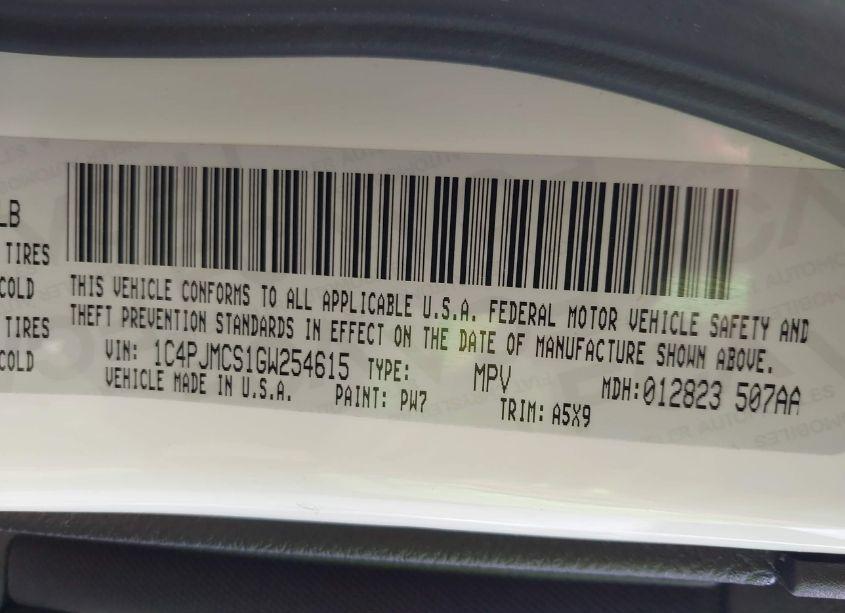 LB
TIRES
COLD
TIRES
COLD
THIS VEHICLE CONFORMS TO ALL APPLICABLE U.S.A. FEDERAL MOTOR VEHICLE SAFETY AND
THEFT PREVENTION STANDARDS IN EFFECT ON THE DATE OF MANUFACTURE SHOWN ABOVE.
VIN: 1C4PJMCS1GW254615 TYPE: MPV MDH:012823 507AA
VEHICLE MADE IN U.S.A. PAINT: PW7 TRIM: A5X9